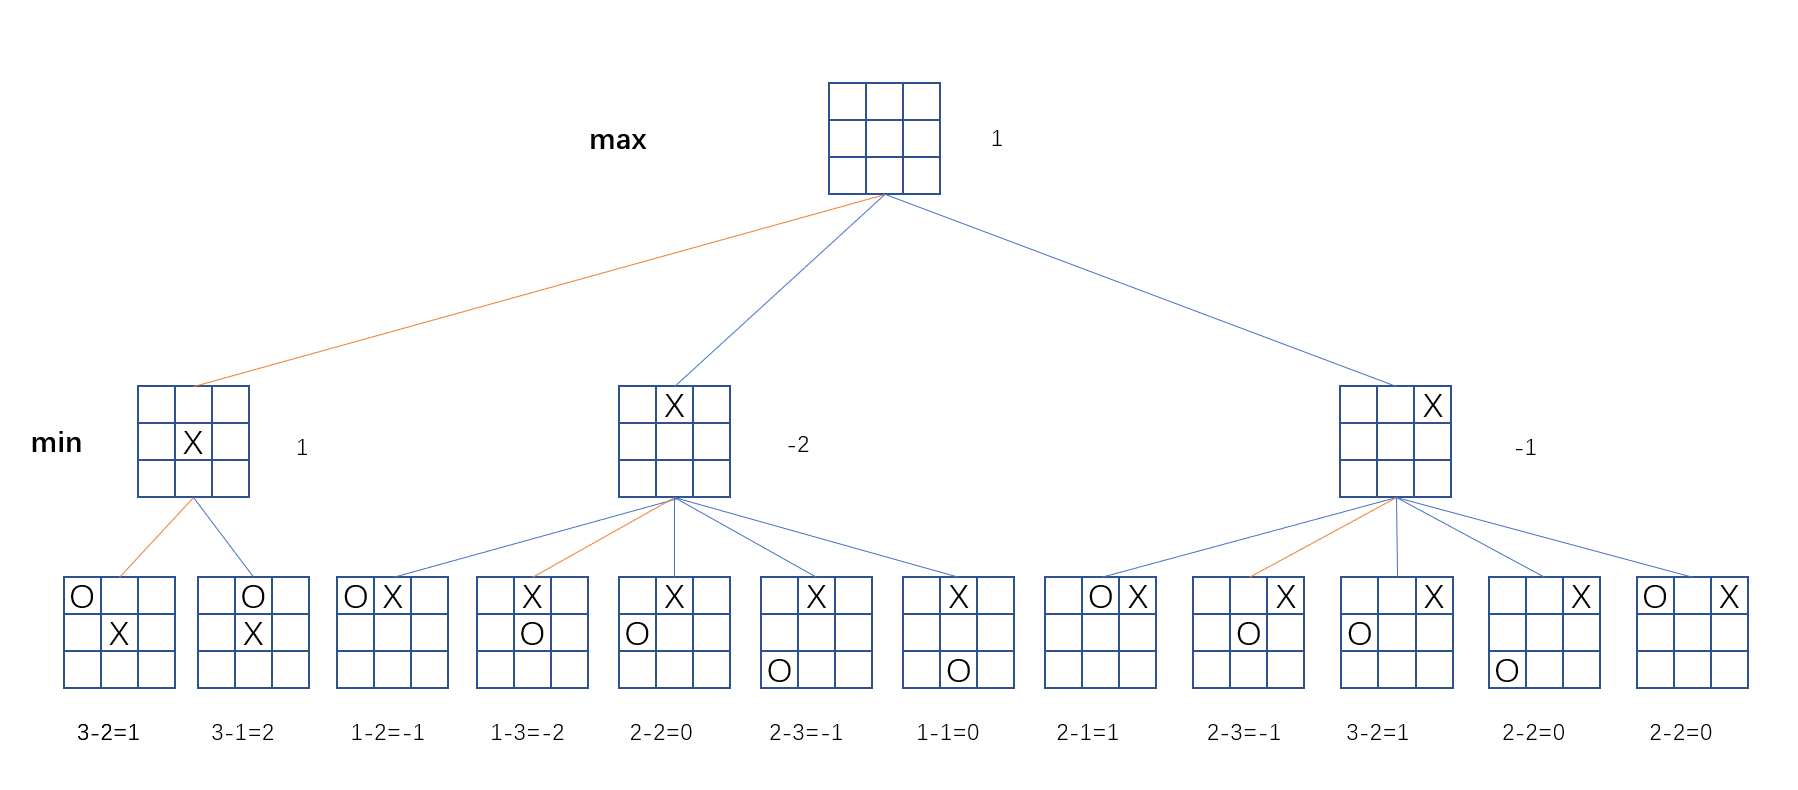 max
1
X
X
X
min
1
-2
-1
O
O
O X
X
X
X
X
O X
X
X
X
O X
X
X
O
O
O
O
O
O
O
O
3-2=1
3-1=2
1-2=-1
1-3=-2
2-2=0
2-3=-1
1-1=0
2-1=1
2-3=-1
3-2=1
2-2=0
2-2=0